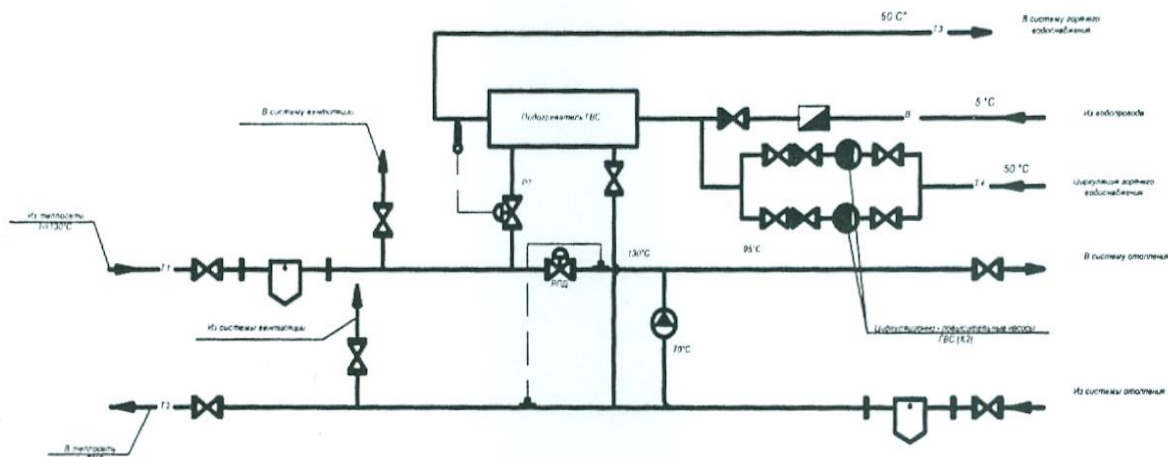 60 С°
Т3
В систему горячего
водоснабжения
В систему вентиляции
Подогреватель ГВС
5 °С
В
Из водопровода
50 °С
Т4
Циркуляция горячего
водоснабжения
РТ
Из теплосети
Т1
130°С
95°С
В систему отопления
РПД
Из системы вентиляции
70°С
Циркуляционно - повысительные насосы
ГВС (К2)
Т2
Из системы отопления
В теплосеть